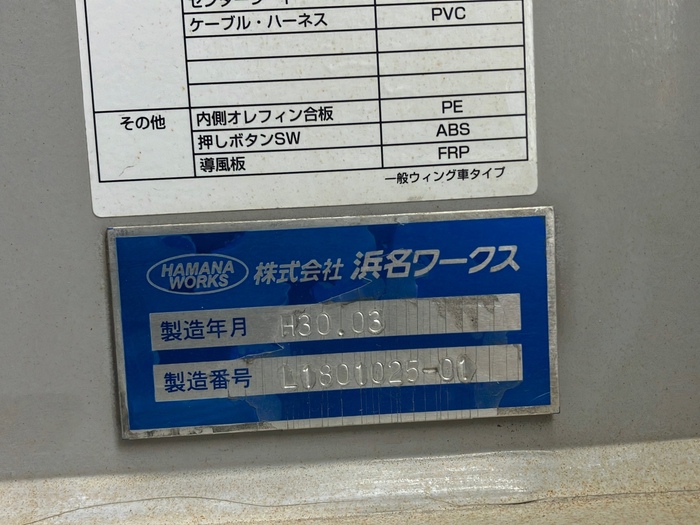 ケーブル・ハーネス PVC
その他 内側オレフィン合板 PE
押しボタンSW ABS
導風板 FRP
一般ウィング車タイプ
HAMANA WORKS 株式会社 浜名ワークス
製造年月 H30.03
製造番号 L1801025-01